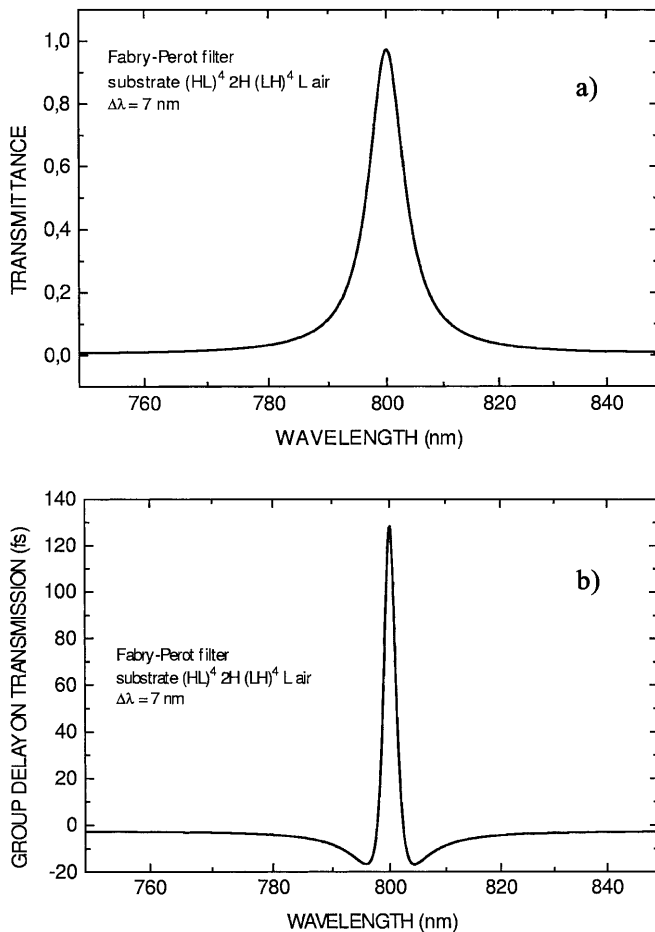 1,0
0,8
0,6
0,4
0,2
0,0
TRANSMITTANCE
Fabry-Perot filter
substrate (HL)⁴ 2H (LH)⁴ L air
Δλ = 7 nm
a)
760 780 800 820 840
WAVELENGTH (nm)
140
120
100
80
60
40
20
0
-20
GROUP DELAY ON TRANSMISSION (fs)
b)
Fabry-Perot filter
substrate (HL)⁴ 2H (LH)⁴ L air
Δλ = 7 nm
760 780 800 820 840
WAVELENGTH (nm)